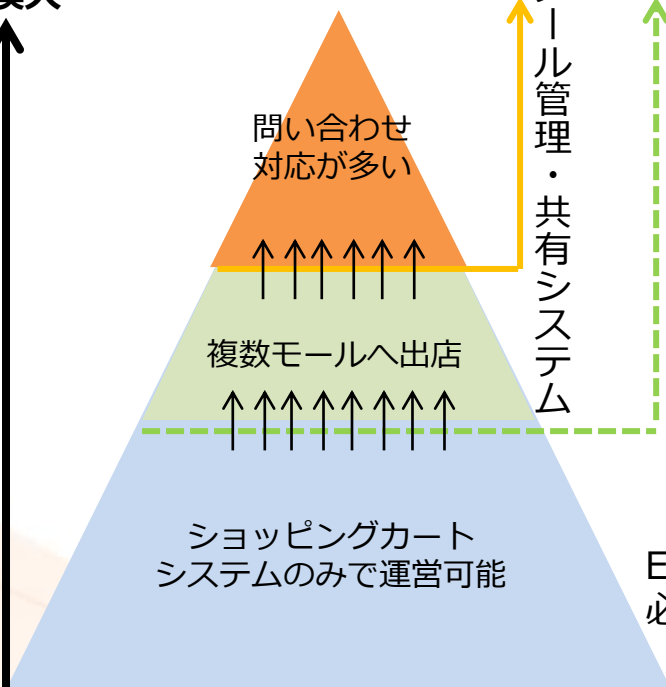 問い合わせ
対応が多い
ール管理・共有システム
複数モールへ出店
ショッピングカート
システムのみで運営可能